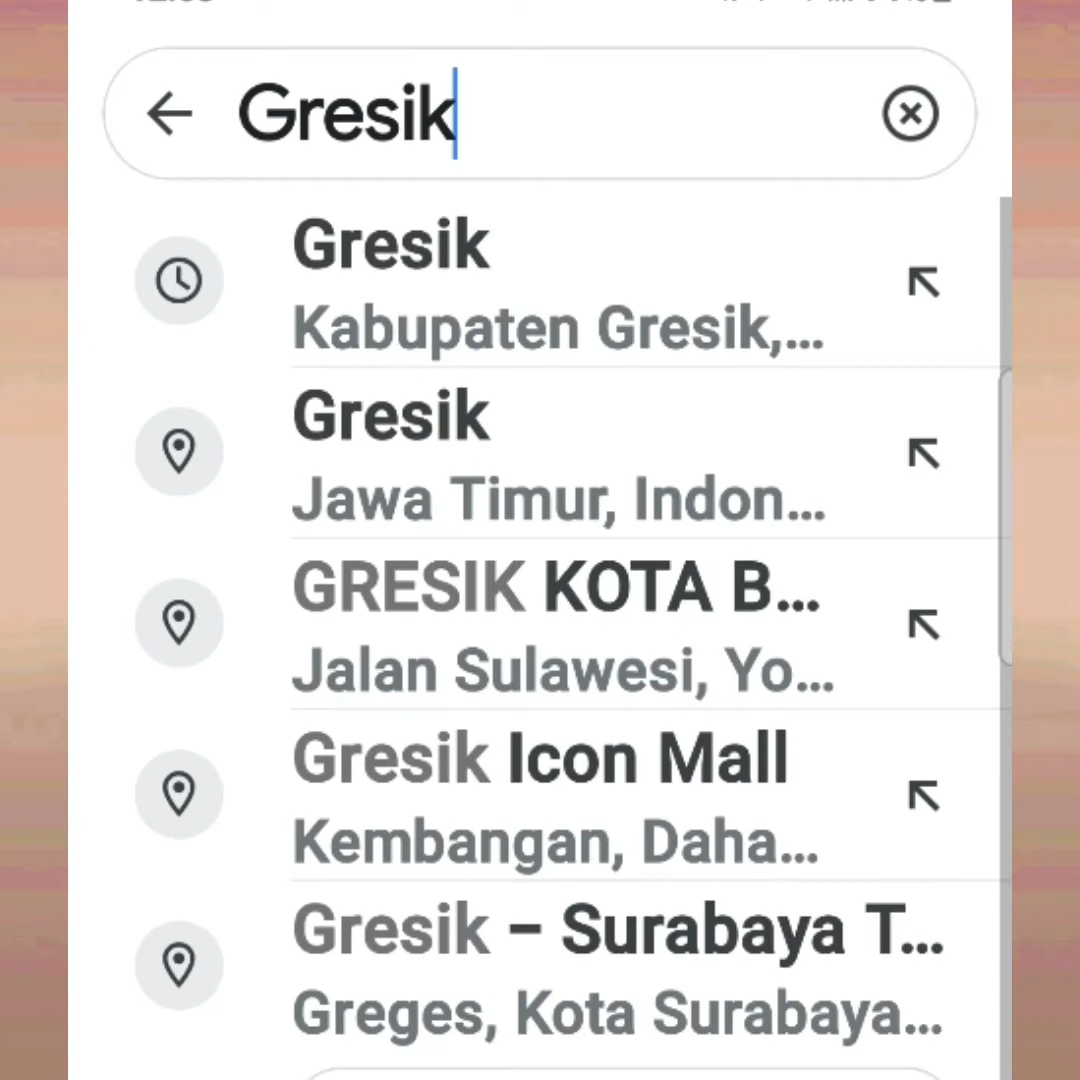 Gresik
Gresik
Kabupaten Gresik,...
Gresik
Jawa Timur, Indon...
GRESIK KOTA B...
Jalan Sulawesi, Yo...
Gresik Icon Mall
Kembangan, Daha...
Gresik – Surabaya T...
Greges, Kota Surabaya...